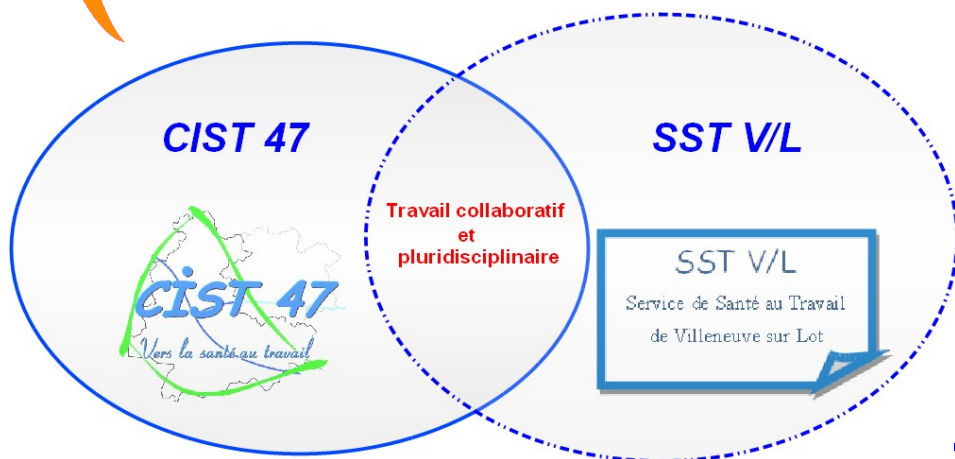 CIST 47
SST V/L
Travail collaboratif
et
pluridisciplinaire
CIST 47
Vers la santé au travail
SST V/L
Service de Santé au Travail
de Villeneuve sur Lot